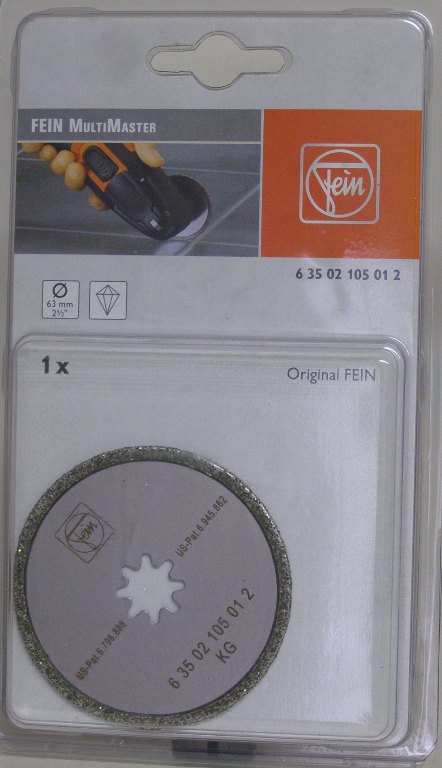 FEIN MULTIMASTER
Fein
6 35 02 105 01 2
63 mm
2½"
1 x
Original FEIN
Fein
US-Pat.6.945.862
US-Pat.6.796.888
6 35 02 105 01 2
KG